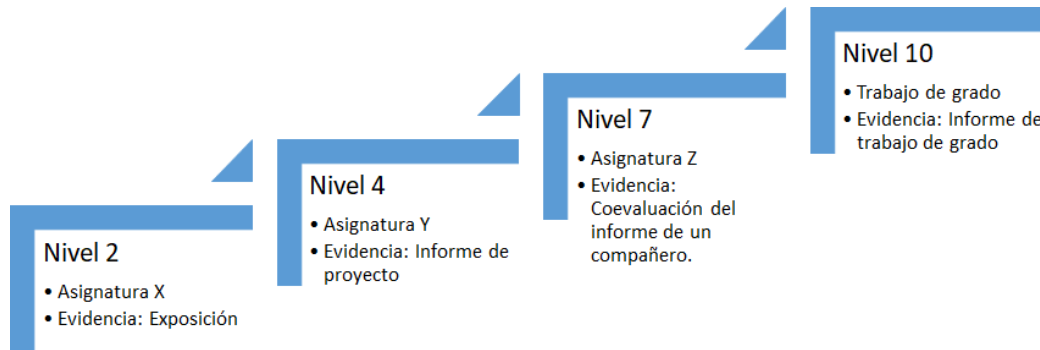 Nivel 2
• Asignatura X
• Evidencia: Exposición
Nivel 4
• Asignatura Y
• Evidencia: Informe de
proyecto
Nivel 7
• Asignatura Z
• Evidencia:
Coevaluación del
informe de un
compañero.
Nivel 10
• Trabajo de grado
• Evidencia: Informe de
trabajo de grado